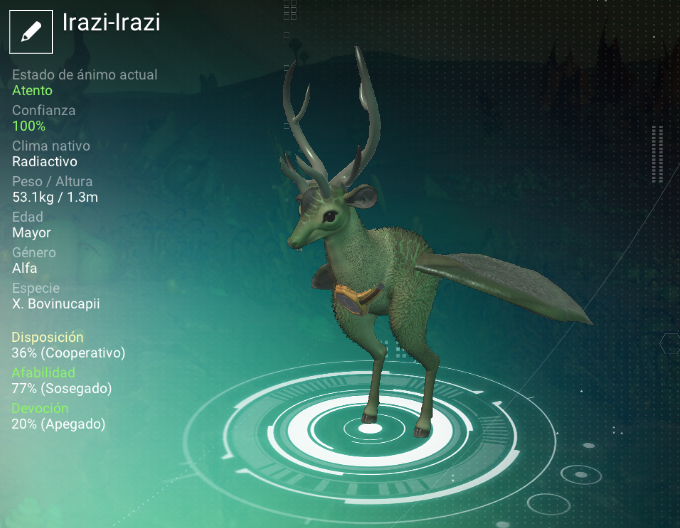 Irazi-Irazi
Estado de ánimo actual
Atento
Confianza
100%
Clima nativo
Radiactivo
Peso / Altura
53.1kg / 1.3m
Edad
Mayor
Género
Alfa
Especie
X. Bovinucapii
Disposición
36% (Cooperativo)
Afabilidad
77% (Sosegado)
Devoción
20% (Apegado)